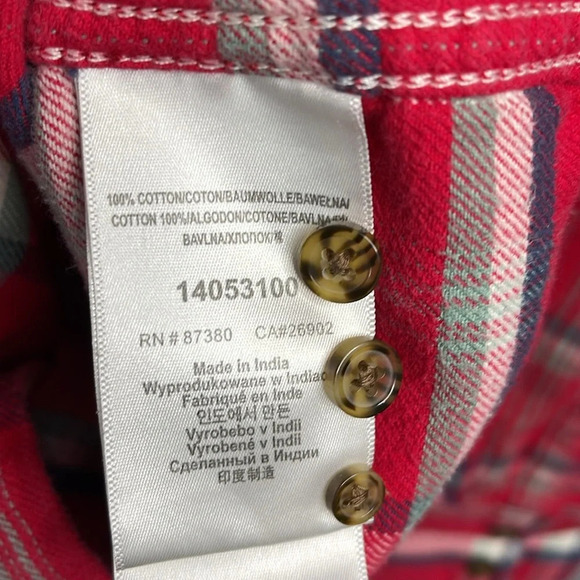 100% COTTON/COTON/BAUMWOLLE/BAWEŁNA/
COTTON 100%/ALGODON/COTONE/BAVLNA/
BAVLNA/ХЛОПОК/棉
14053100
RN # 87380 CA#26902
Made in India
Wyprodukowane w Indiac
Fabriqué en Inde
인도에서 만든
Vyrobebo v Indii
Vyrobené v Indii
Сделанный в Индии
印度制造